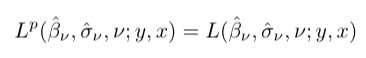 $L^p(\hat{\beta}_\nu, \hat{\sigma}_\nu, \nu; y, x) = L(\hat{\beta}_\nu, \hat{\sigma}_\nu, \nu; y, x)$